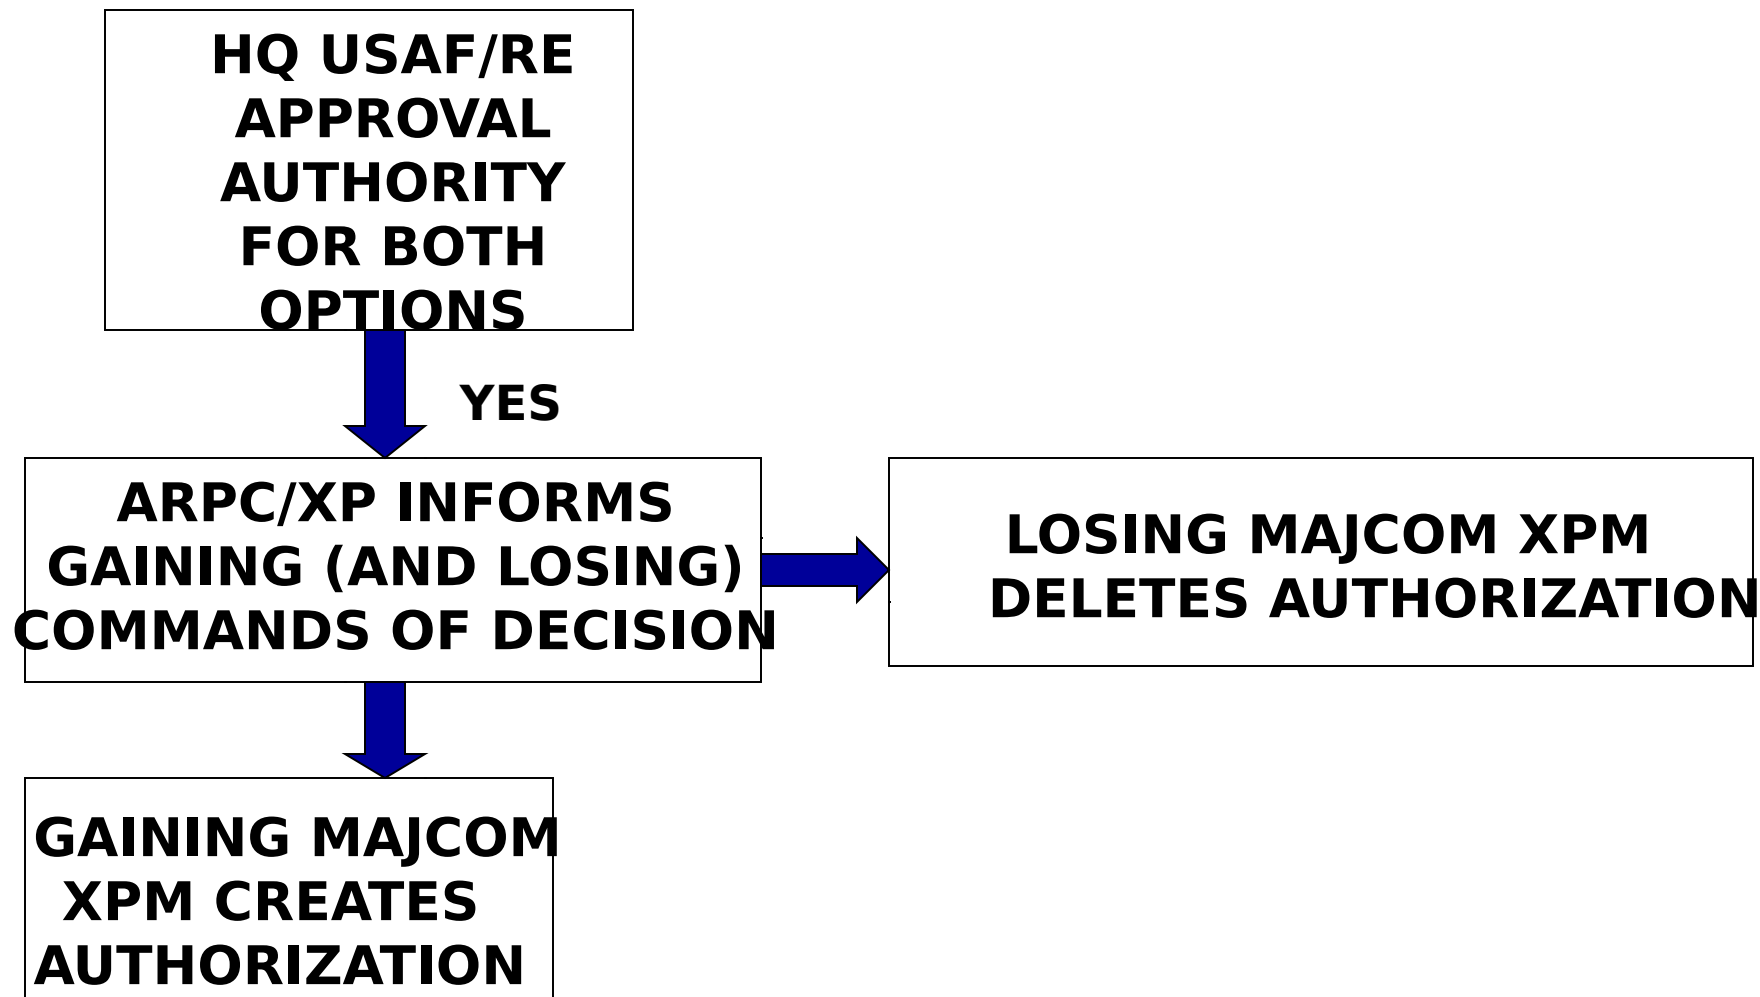 HQ USAF/RE
APPROVAL
AUTHORITY
FOR BOTH
OPTIONS
YES
ARPC/XP INFORMS
GAINING (AND LOSING)
COMMANDS OF DECISION
LOSING MAJCOM XPM
DELETES AUTHORIZATION
GAINING MAJCOM
XPM CREATES
AUTHORIZATION